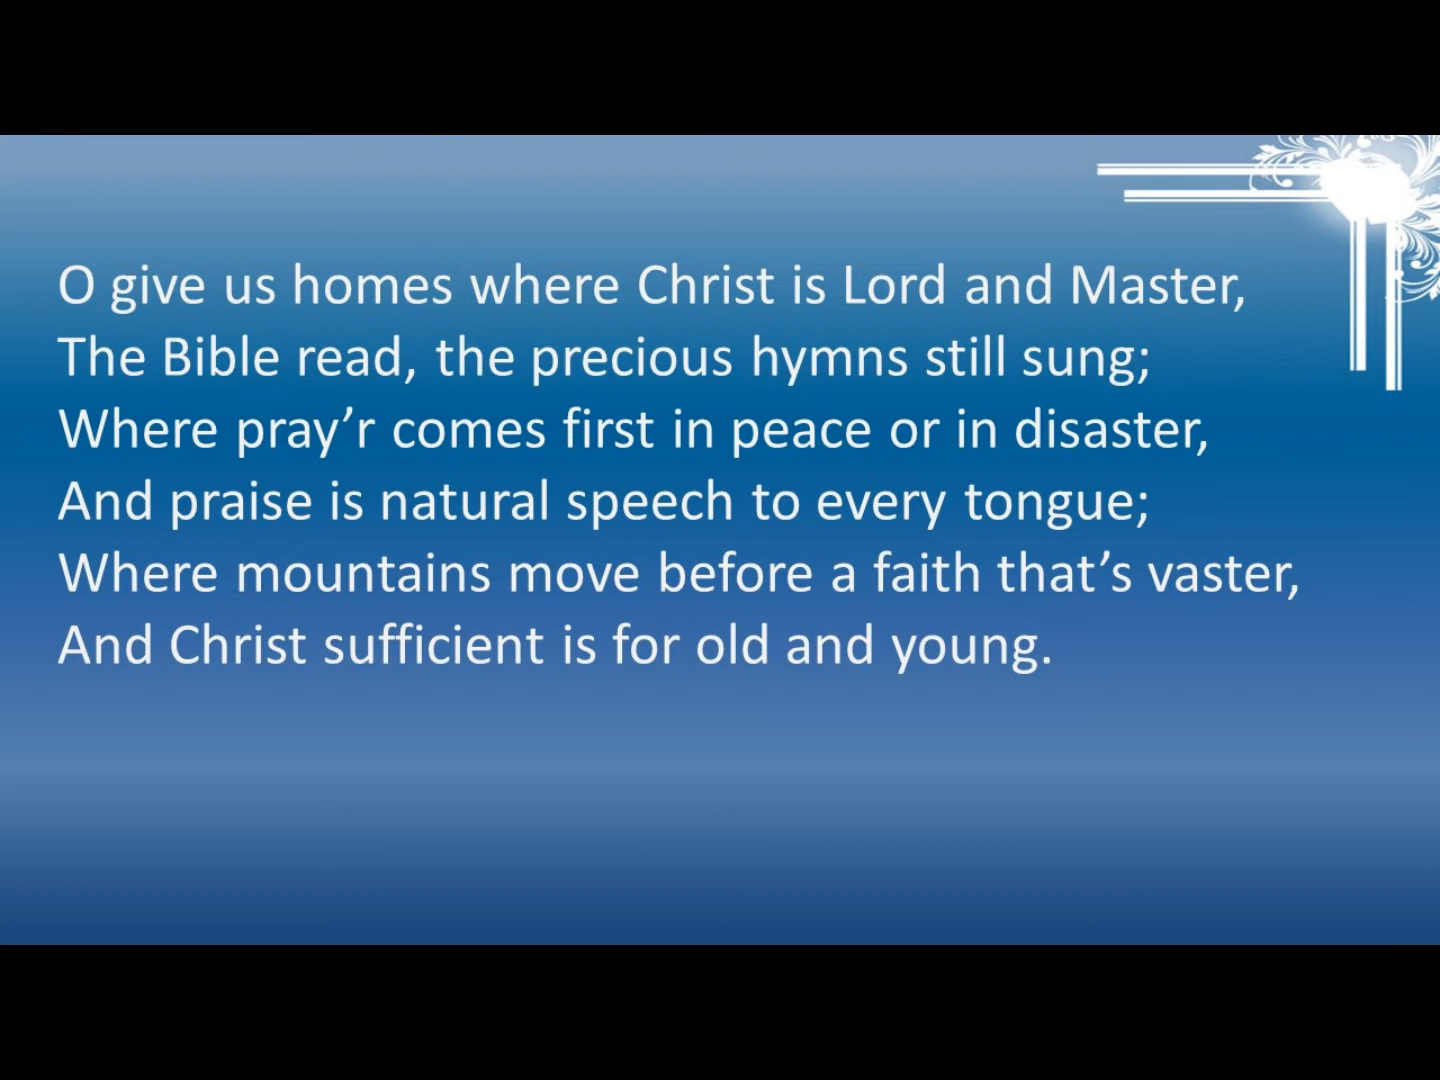 O give us homes where Christ is Lord and Master,
The Bible read, the precious hymns still sung;
Where pray’r comes first in peace or in disaster,
And praise is natural speech to every tongue;
Where mountains move before a faith that’s vaster,
And Christ sufficient is for old and young.